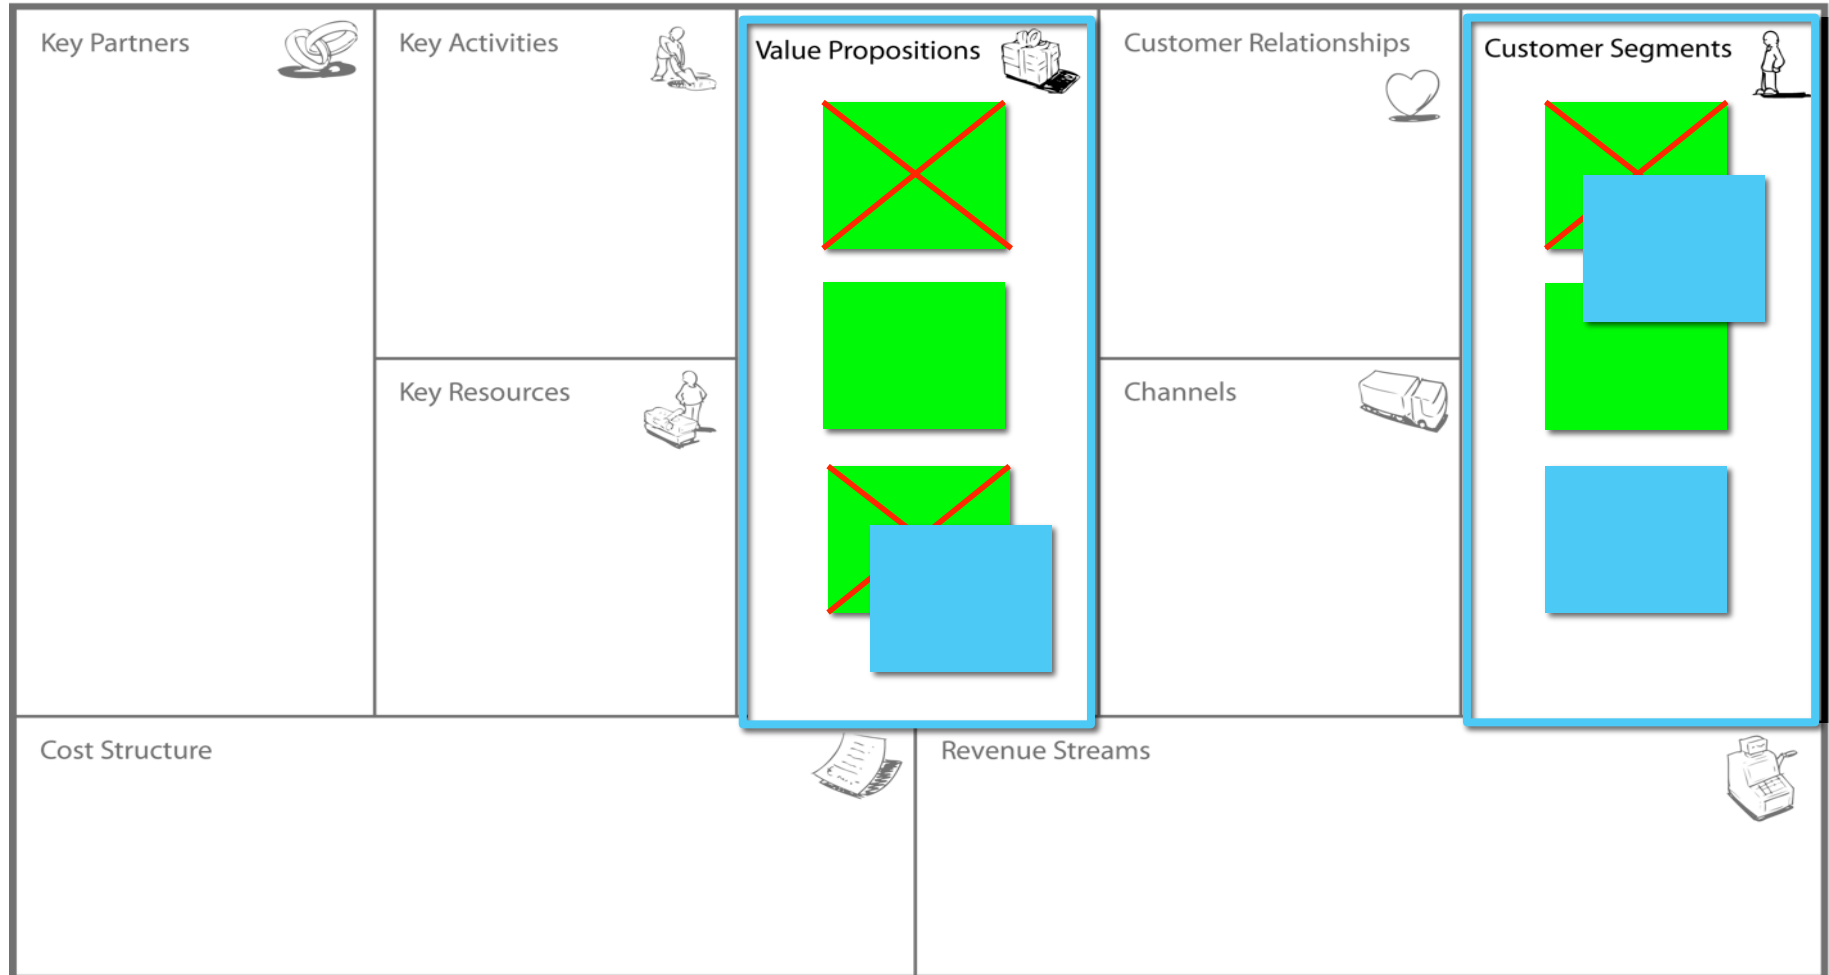 Key Partners
Key Activities
Value Propositions
Customer Relationships
Customer Segments
Key Resources
Channels
Cost Structure
Revenue Streams